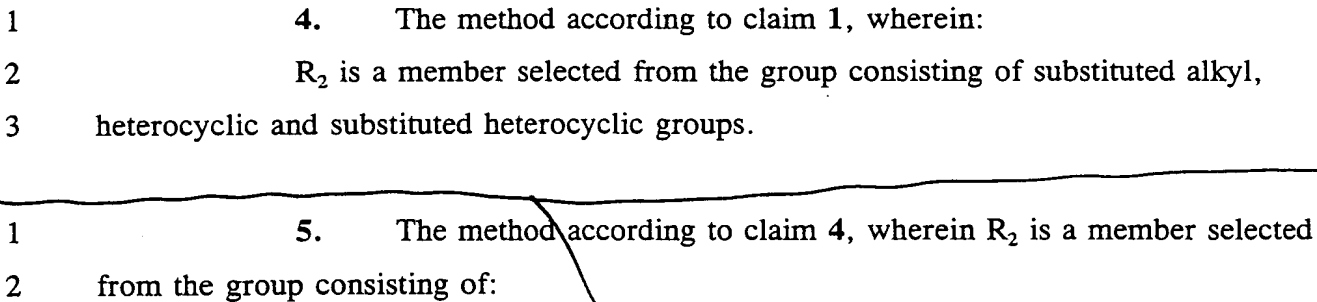 1 4. The method according to claim 1, wherein:
2 R₂ is a member selected from the group consisting of substituted alkyl,
3 heterocyclic and substituted heterocyclic groups.
1 5. The method according to claim 4, wherein R₂ is a member selected
2 from the group consisting of: